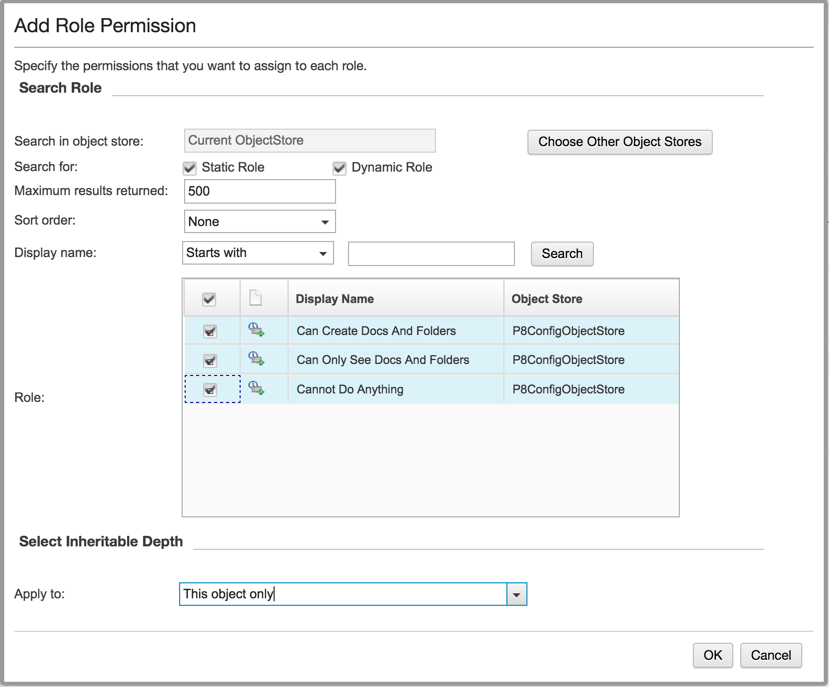 Add Role Permission
Specify the permissions that you want to assign to each role.
Search Role
Search in object store: Current ObjectStore Choose Other Object Stores
Search for: Static Role Dynamic Role
Maximum results returned: 500
Sort order: None
Display name: Starts with Search
Display Name Object Store
Can Create Docs And Folders P8ConfigObjectStore
Can Only See Docs And Folders P8ConfigObjectStore
Cannot Do Anything P8ConfigObjectStore
Role:
Select Inheritable Depth
Apply to: This object only
OK Cancel